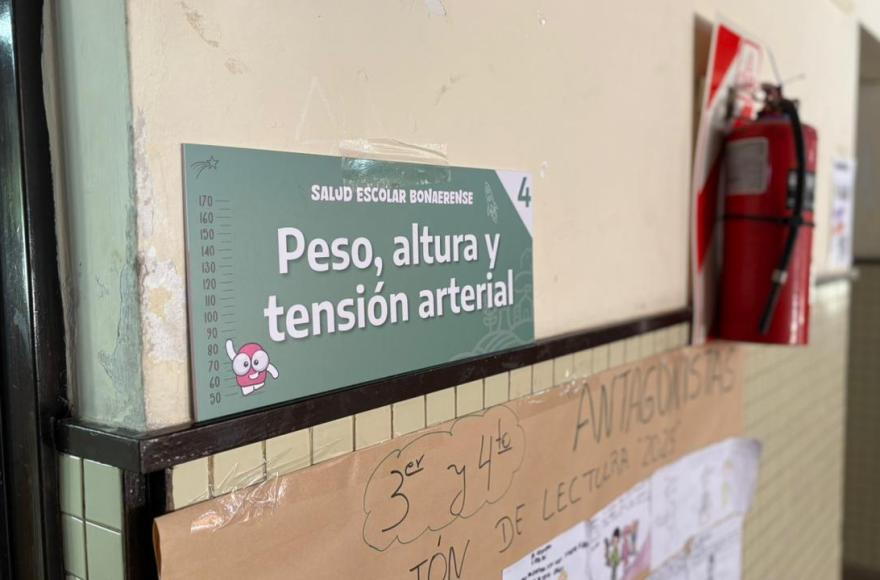 SALUD ESCOLAR BONAERENSE
4
Peso, altura y
tensión arterial
170
160
150
140
130
120
110
100
90
80
70
60
50
ANTAGONISTAS
3er y 4to
IÓN DE LECTURA "2025"